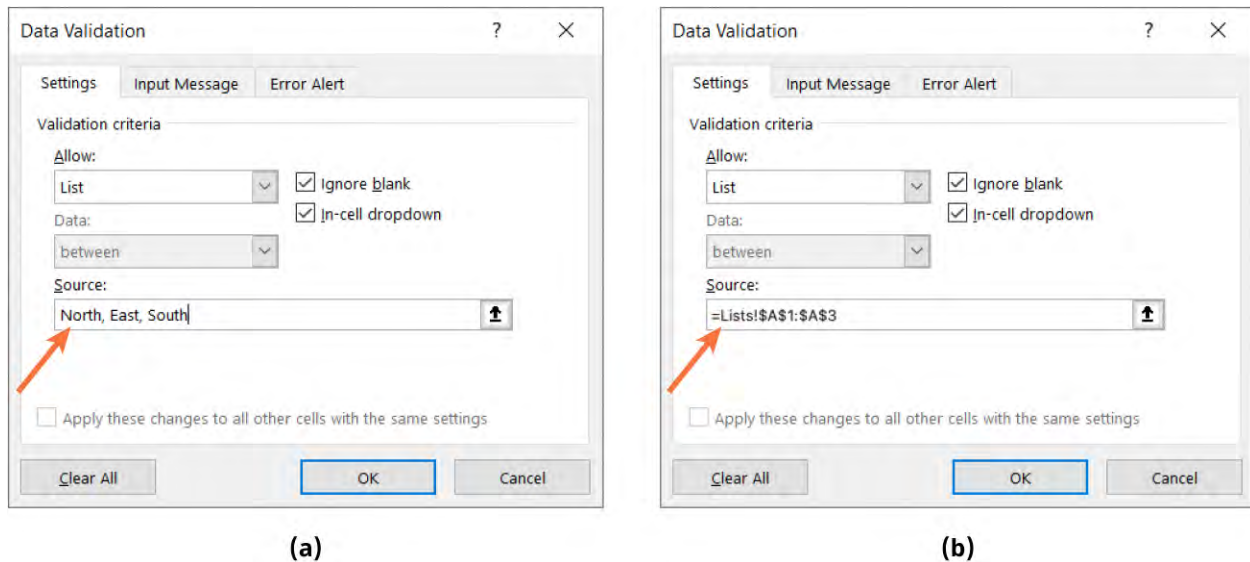 Data Validation ? ×
Settings Input Message Error Alert
Validation criteria
Allow:
List
Ignore blank
In-cell dropdown
Data:
between
Source:
North, East, South
Apply these changes to all other cells with the same settings
Clear All OK Cancel
(a)
Data Validation ? ×
Settings Input Message Error Alert
Validation criteria
Allow:
List
Ignore blank
In-cell dropdown
Data:
between
Source:
=Lists!$A$1:$A$3
Apply these changes to all other cells with the same settings
Clear All OK Cancel
(b)